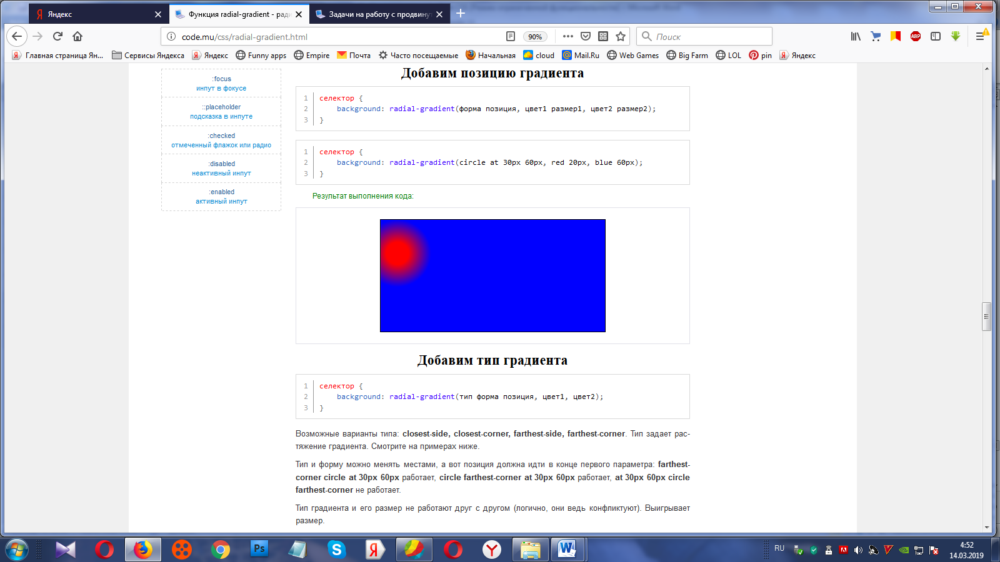 Яндекс
Функция radial-gradient - рад
Задачи на работу с продвинут
code.mu/css/radial-gradient.html
90%
Поиск
ABP
Главная страница Ян...
Сервисы Яндекса
Яндекс
Funny apps
Empire
Почта
Часто посещаемые
Начальная
cloud
Mail.Ru
Web Games
Big Farm
LOL
pin
Яндекс
:focus
инпут в фокусе
::placeholder
подсказка в инпуте
:checked
отмеченный флажок или радио
:disabled
неактивный инпут
:enabled
активный инпут
Добавим позицию градиента
1 селектор {
2 background: radial-gradient(форма позиция, цвет1 размер1, цвет2 размер2);
3 }
1 селектор {
2 background: radial-gradient(circle at 30px 60px, red 20px, blue 60px);
3 }
Результат выполнения кода:
Добавим тип градиента
1 селектор {
2 background: radial-gradient(тип форма позиция, цвет1, цвет2);
3 }
Возможные варианты типа: closest-side, closest-corner, farthest-side, farthest-corner. Тип задает рас-
тяжение градиента. Смотрите на примерах ниже.
Тип и форму можно менять местами, а вот позиция должна идти в конце первого параметра: farthest-
corner circle at 30px 60px работает, circle farthest-corner at 30px 60px работает, at 30px 60px circle
farthest-corner не работает.
Тип градиента и его размер не работают друг с другом (логично, они ведь конфликтуют). Выигрывает
размер.
RU
4:52
14.03.2019